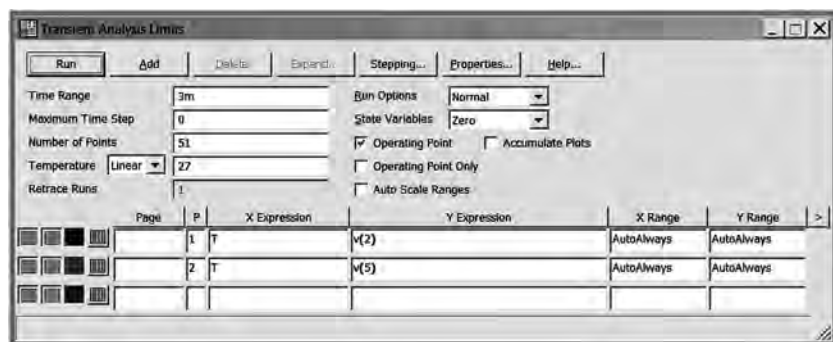 Transient Analysis Limits
Run Add Delete Expand.. Stepping... Properties... Help...
Time Range 3m Run Options Normal
Maximum Time Step 0 State Variables Zero
Number of Points 51 Operating Point Accumulate Plots
Temperature Linear 27 Operating Point Only
Retrace Runs 1 Auto Scale Ranges
Page P X Expression Y Expression X Range Y Range >
1 T v(2) AutoAlways AutoAlways
2 T v(5) AutoAlways AutoAlways